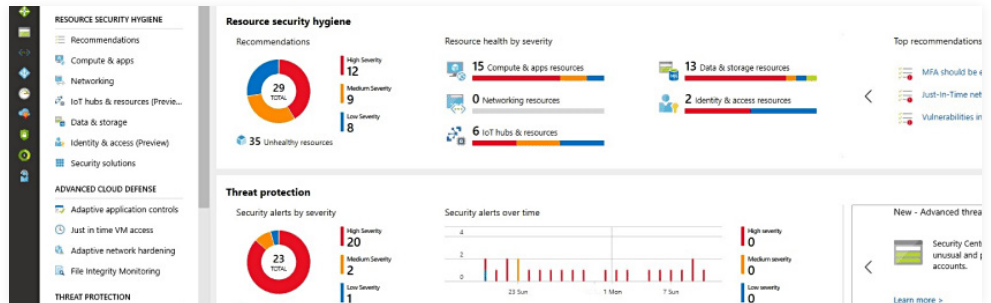 RESOURCE SECURITY HYGIENE
Recommendations
Compute & apps
Networking
IoT hubs & resources (Previe...
Data & storage
Identity & access (Preview)
Security solutions
ADVANCED CLOUD DEFENSE
Adaptive application controls
Just in time VM access
Adaptive network hardening
File Integrity Monitoring
THREAT PROTECTION
Resource security hygiene
Recommendations
29
TOTAL
High Severity
12
Medium Severity
9
Low Severity
8
35 Unhealthy resources
Resource health by severity
15 Compute & apps resources
0 Networking resources
6 IoT hubs & resources
13 Data & storage resources
2 Identity & access resources
Top recommendations
MFA should be e
Just-In-Time net
Vulnerabilities in
Threat protection
Security alerts by severity
23
TOTAL
High Severity
20
Medium Severity
2
Low Severity
1
Security alerts over time
4
2
0
23 Sun
1 Mon
7 Sun
High severity
0
Medium severity
0
Low severity
0
New - Advanced threa
Security Cent
unusual and p
accounts.
Learn more >